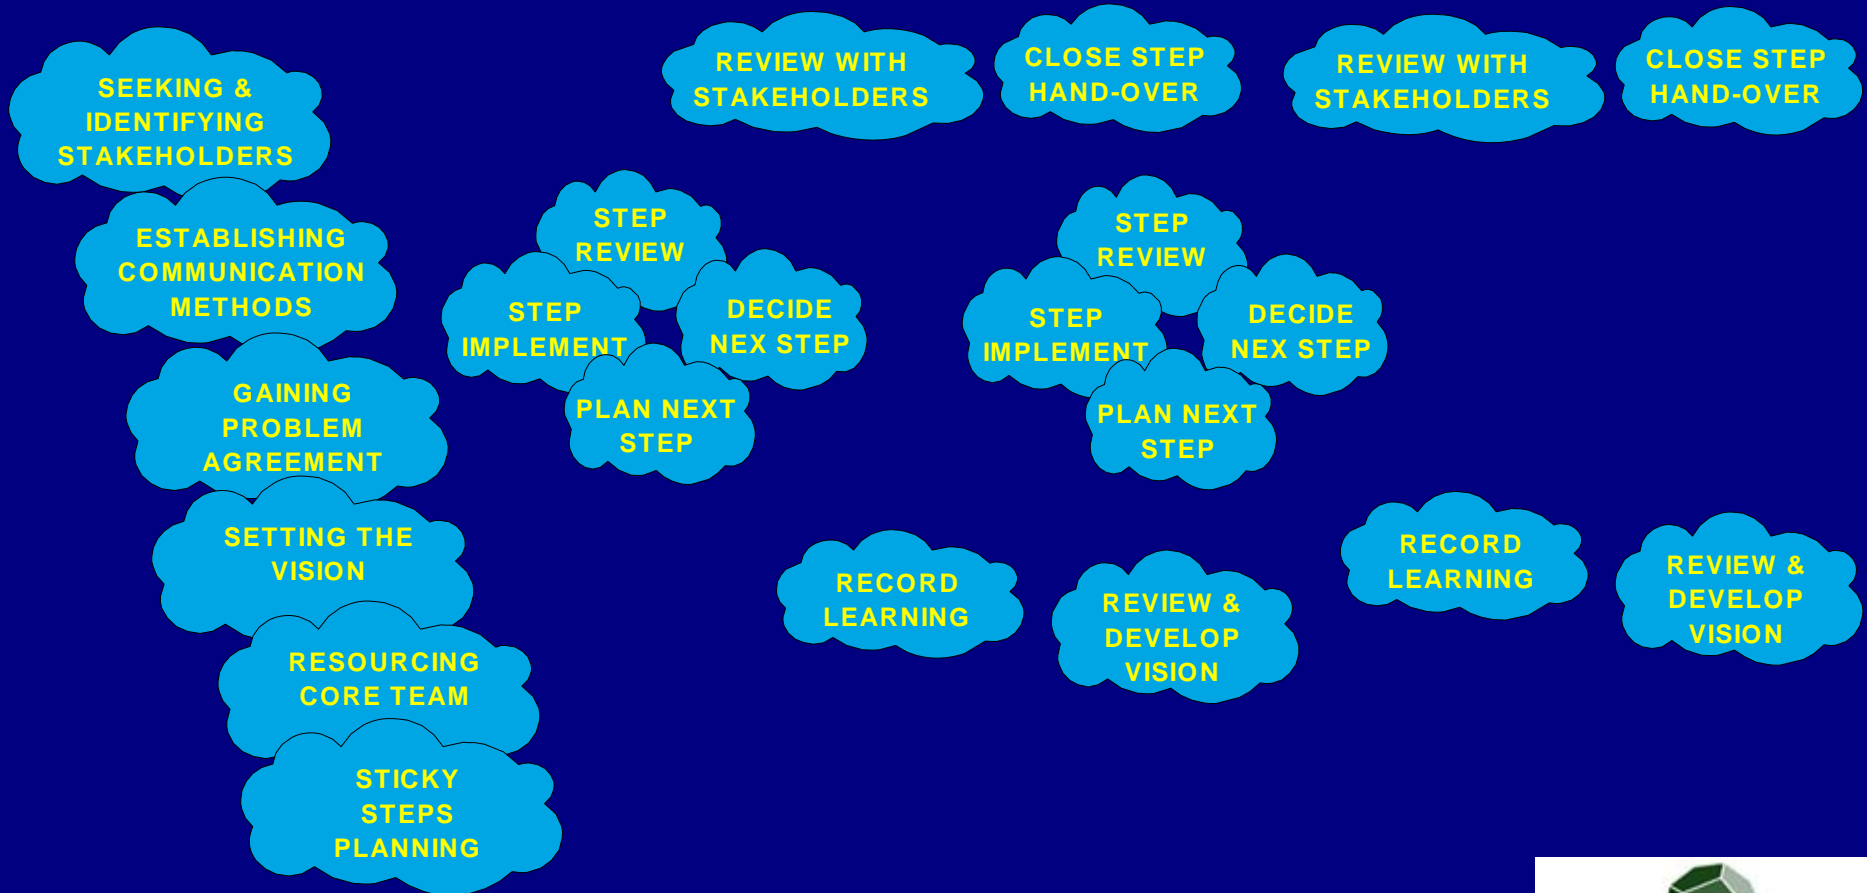 SEEKING &
IDENTIFYING
STAKEHOLDERS
ESTABLISHING
COMMUNICATION
METHODS
GAINING
PROBLEM
AGREEMENT
SETTING THE
VISION
RESOURCING
CORE TEAM
STICKY
STEPS
PLANNING
STEP
REVIEW
STEP
IMPLEMENT
DECIDE
NEX STEP
PLAN NEXT
STEP
REVIEW WITH
STAKEHOLDERS
CLOSE STEP
HAND-OVER
RECORD
LEARNING
REVIEW &
DEVELOP
VISION
STEP
REVIEW
STEP
IMPLEMENT
DECIDE
NEX STEP
PLAN NEXT
STEP
REVIEW WITH
STAKEHOLDERS
CLOSE STEP
HAND-OVER
RECORD
LEARNING
REVIEW &
DEVELOP
VISION